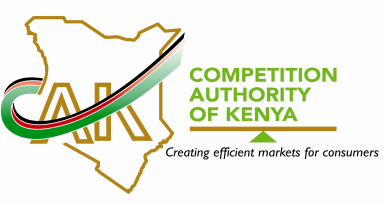 CAK
COMPETITION
AUTHORITY
OF KENYA
Creating efficient markets for consumers